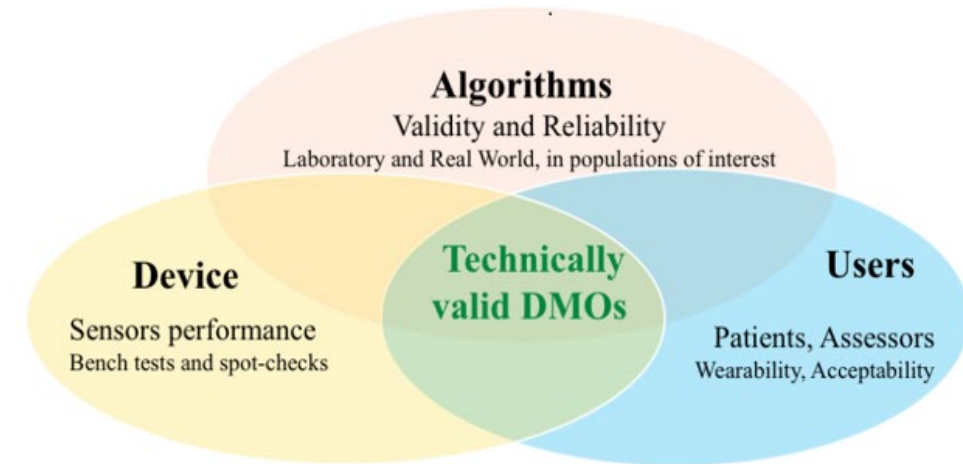 Algorithms
Validity and Reliability
Laboratory and Real World, in populations of interest
Device
Sensors performance
Bench tests and spot-checks
Technically
valid DMOs
Users
Patients, Assessors
Wearability, Acceptability